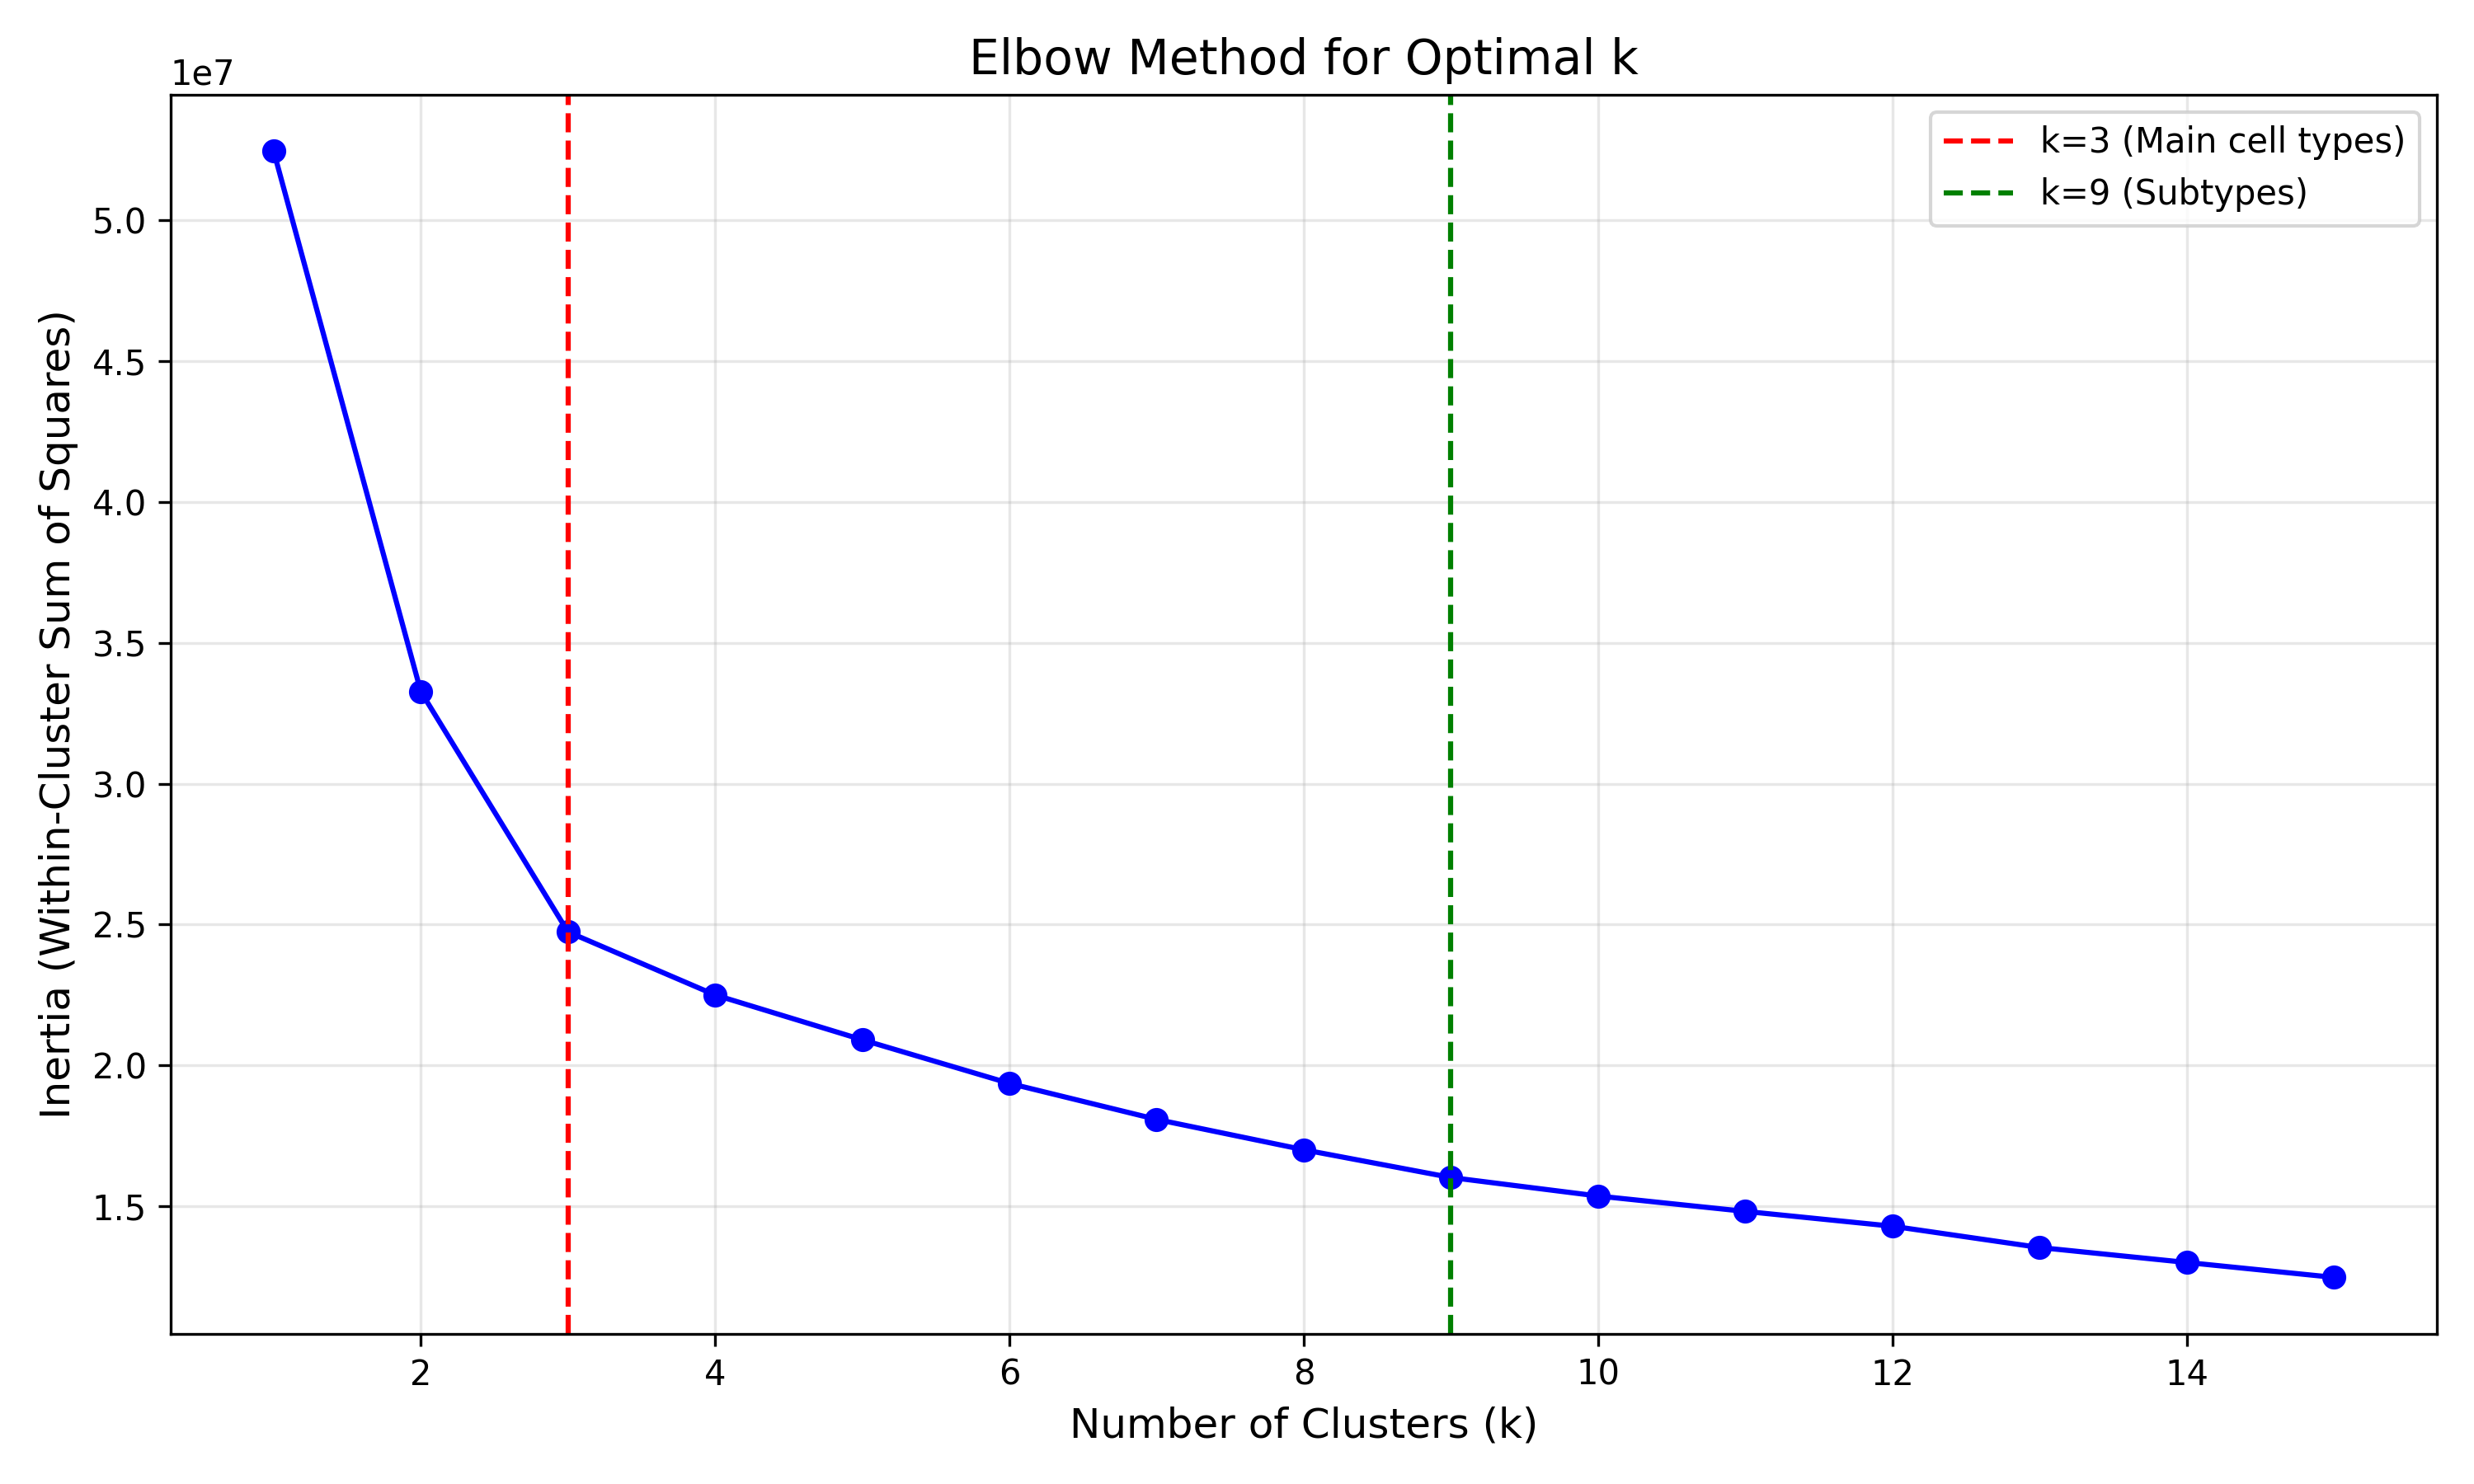 Elbow Method for Optimal k
1e7
k=3 (Main cell types)
k=9 (Subtypes)
5.0
4.5
4.0
3.5
3.0
2.5
2.0
1.5
Inertia (Within-Cluster Sum of Squares)
2 4 6 8 10 12 14
Number of Clusters (k)